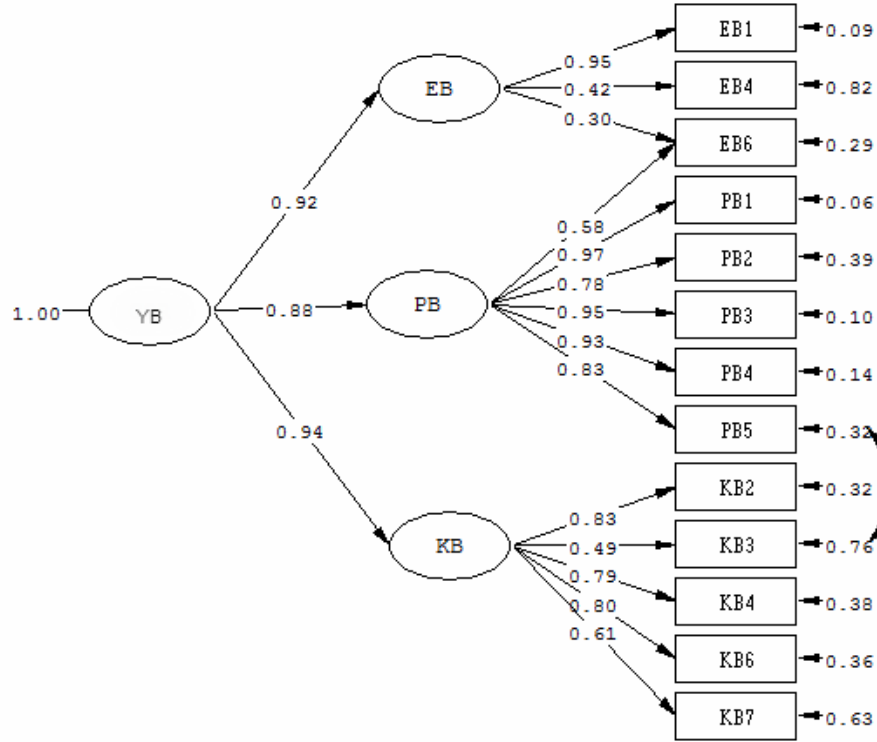 EB1 0.09
0.95
EB
0.42
EB4 0.82
0.30
EB6 0.29
0.92
PB1 0.06
0.58
0.97
PB2 0.39
0.78
1.00 YB 0.88 PB
0.95
PB3 0.10
0.93
0.83
PB4 0.14
PB5 0.32
0.94
KB2 0.32
0.83
KB
0.49
KB3 0.76
0.79
KB4 0.38
0.80
0.61
KB6 0.36
KB7 0.63